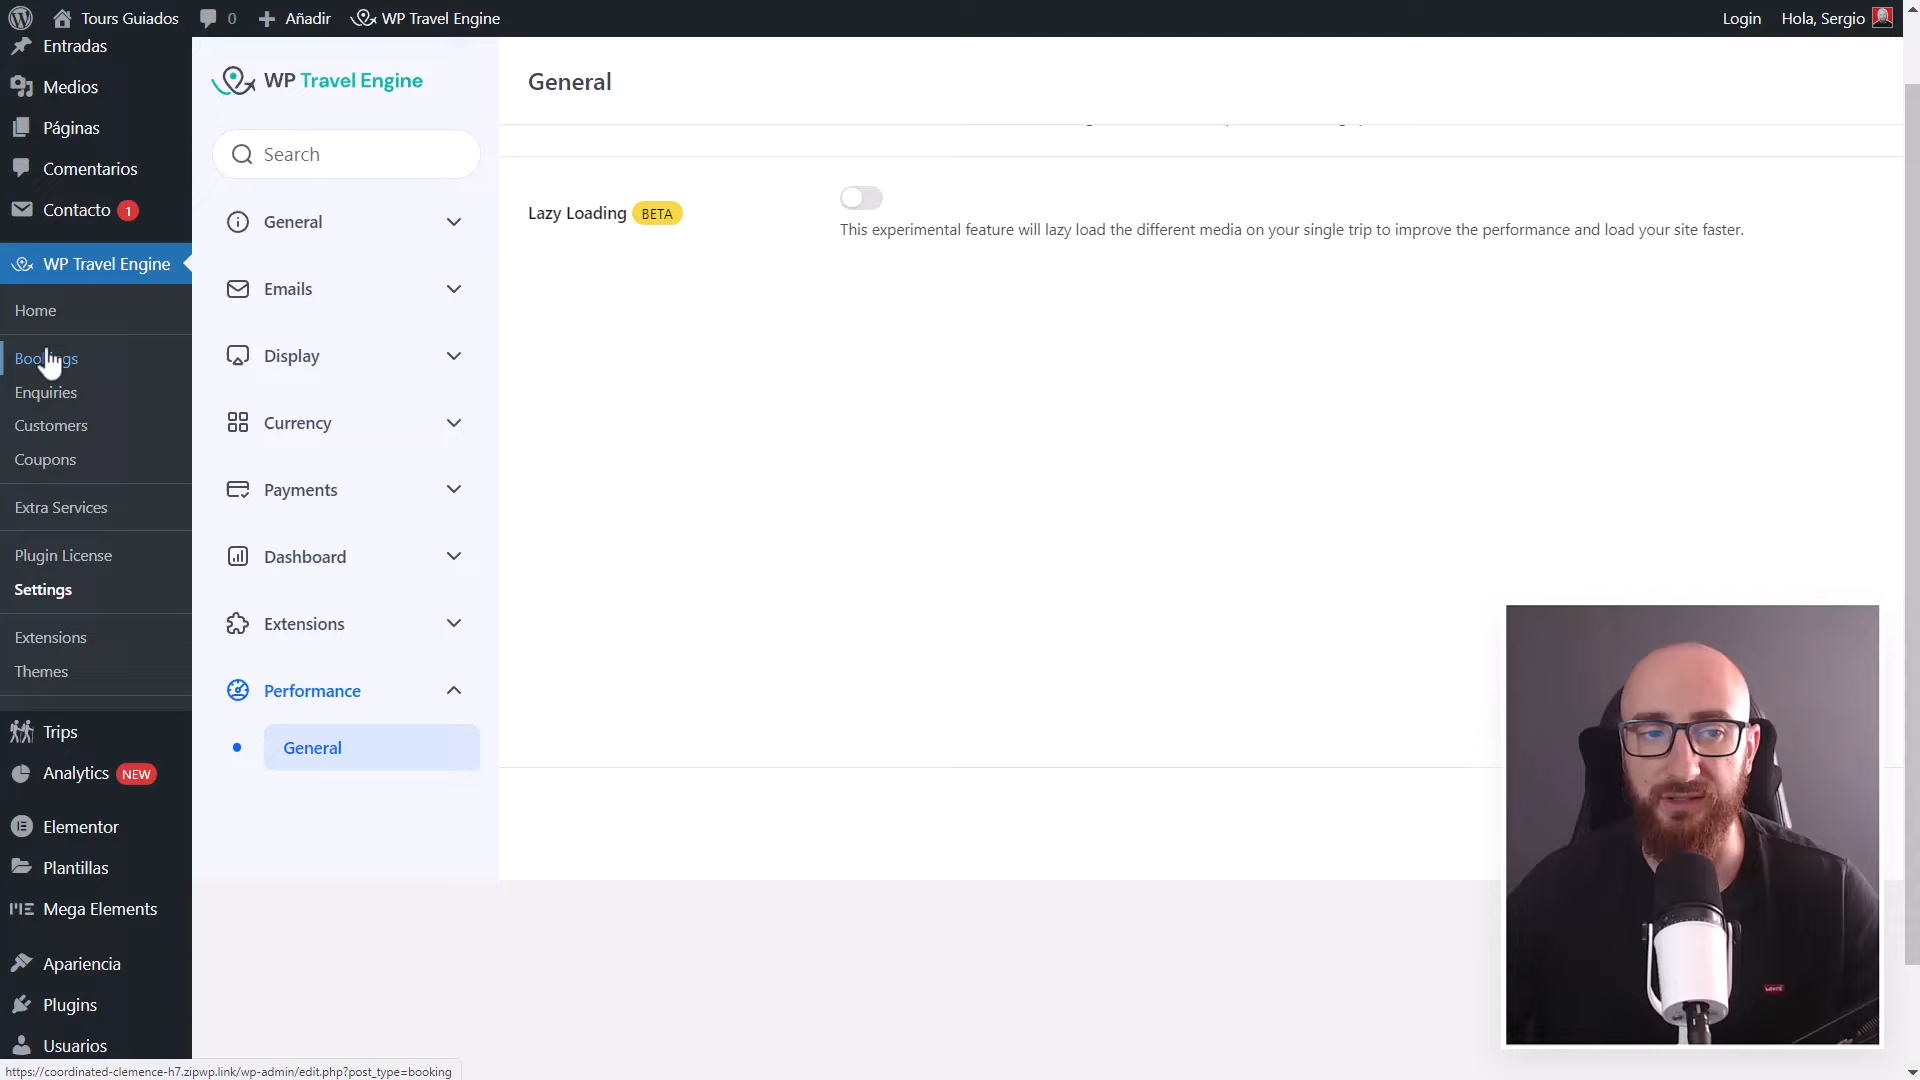 Tours Guiados
0
Añadir
WP Travel Engine
Login
Hola, Sergio
Entradas
Medios
Páginas
Comentarios
Contacto 1
WP Travel Engine
Home
Bookings
Enquiries
Customers
Coupons
Extra Services
Plugin License
Settings
Extensions
Themes
Trips
Analytics NEW
Elementor
Plantillas
Mega Elements
Apariencia
Plugins
Usuarios
WP Travel Engine
Search
General
Emails
Display
Currency
Payments
Dashboard
Extensions
Performance
General
General
Lazy Loading BETA
This experimental feature will lazy load the different media on your single trip to improve the performance and load your site faster.
https://coordinated-clemence-h7.zipwp.link/wp-admin/edit.php?post_type=booking